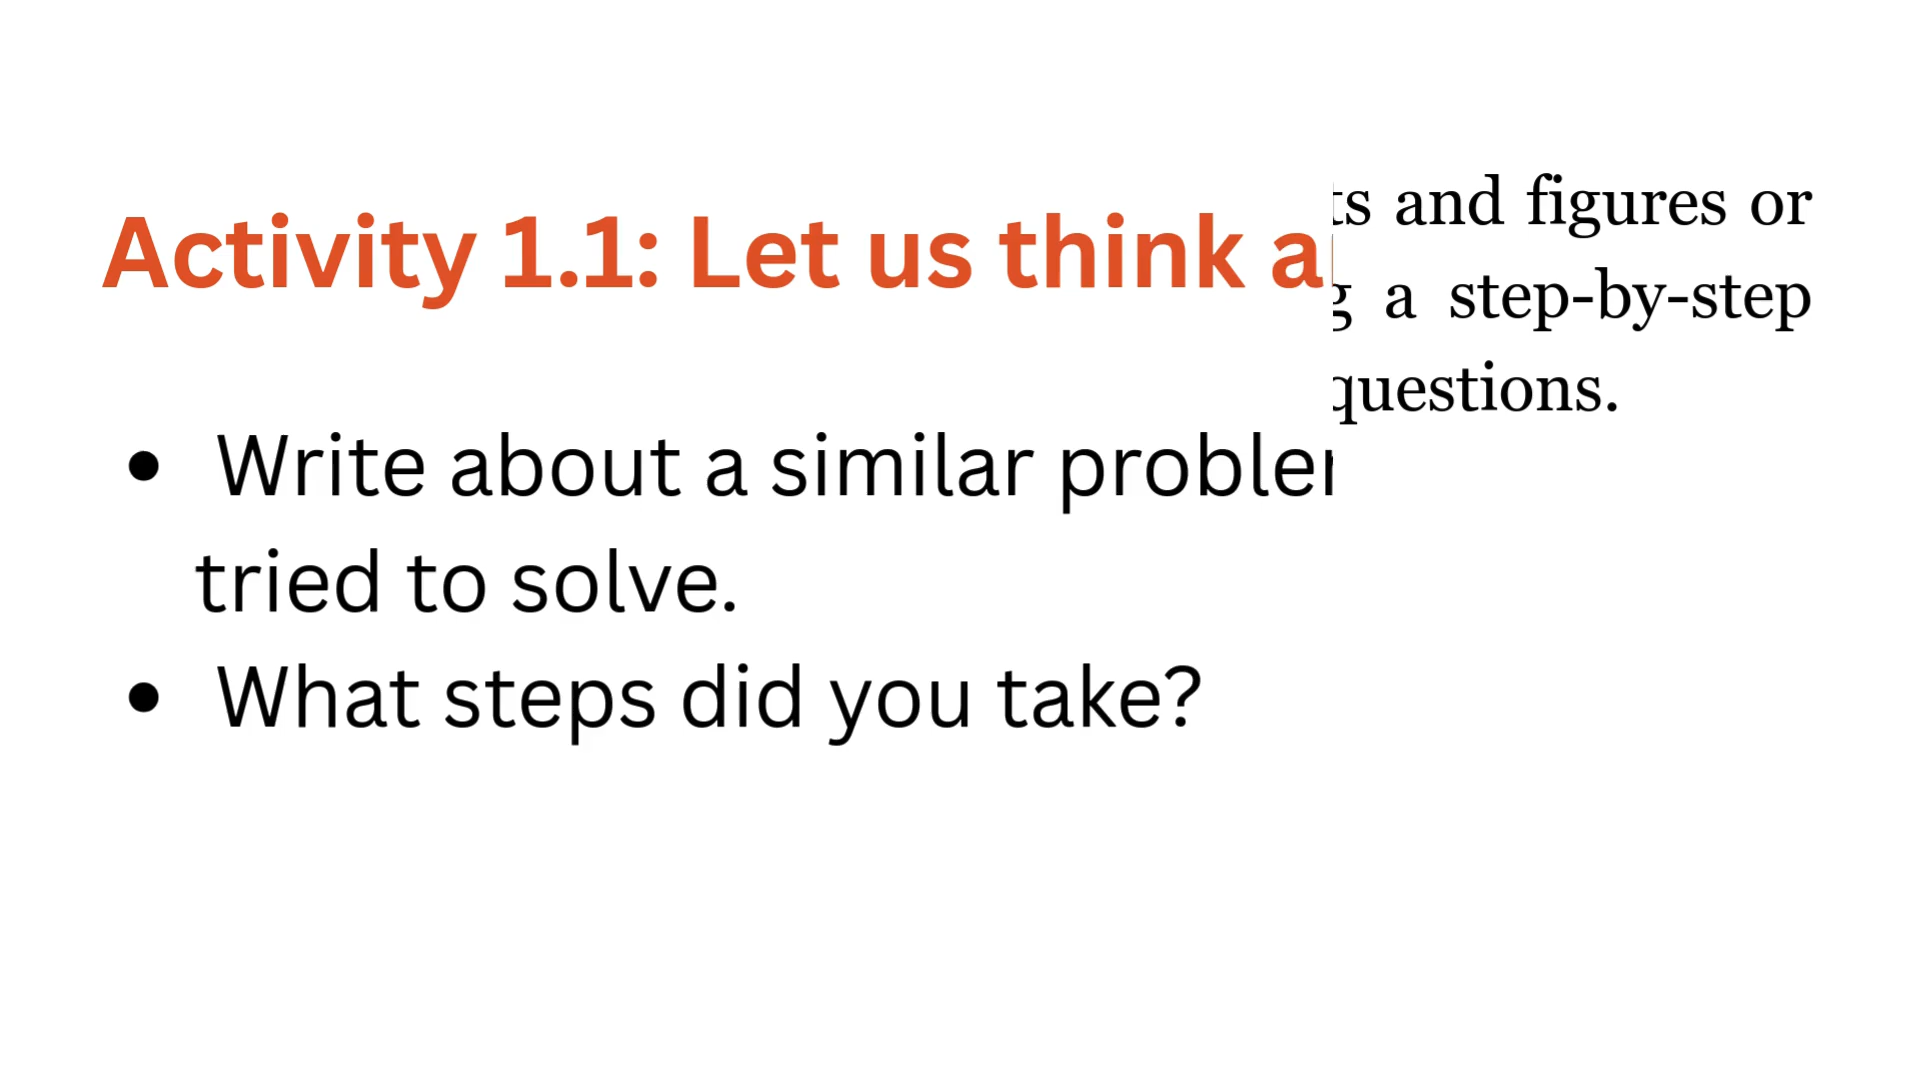 Activity 1.1: Let us think
Write about a similar
tried to solve.
What steps did you take?
and figures or
a step-by-step
questions.